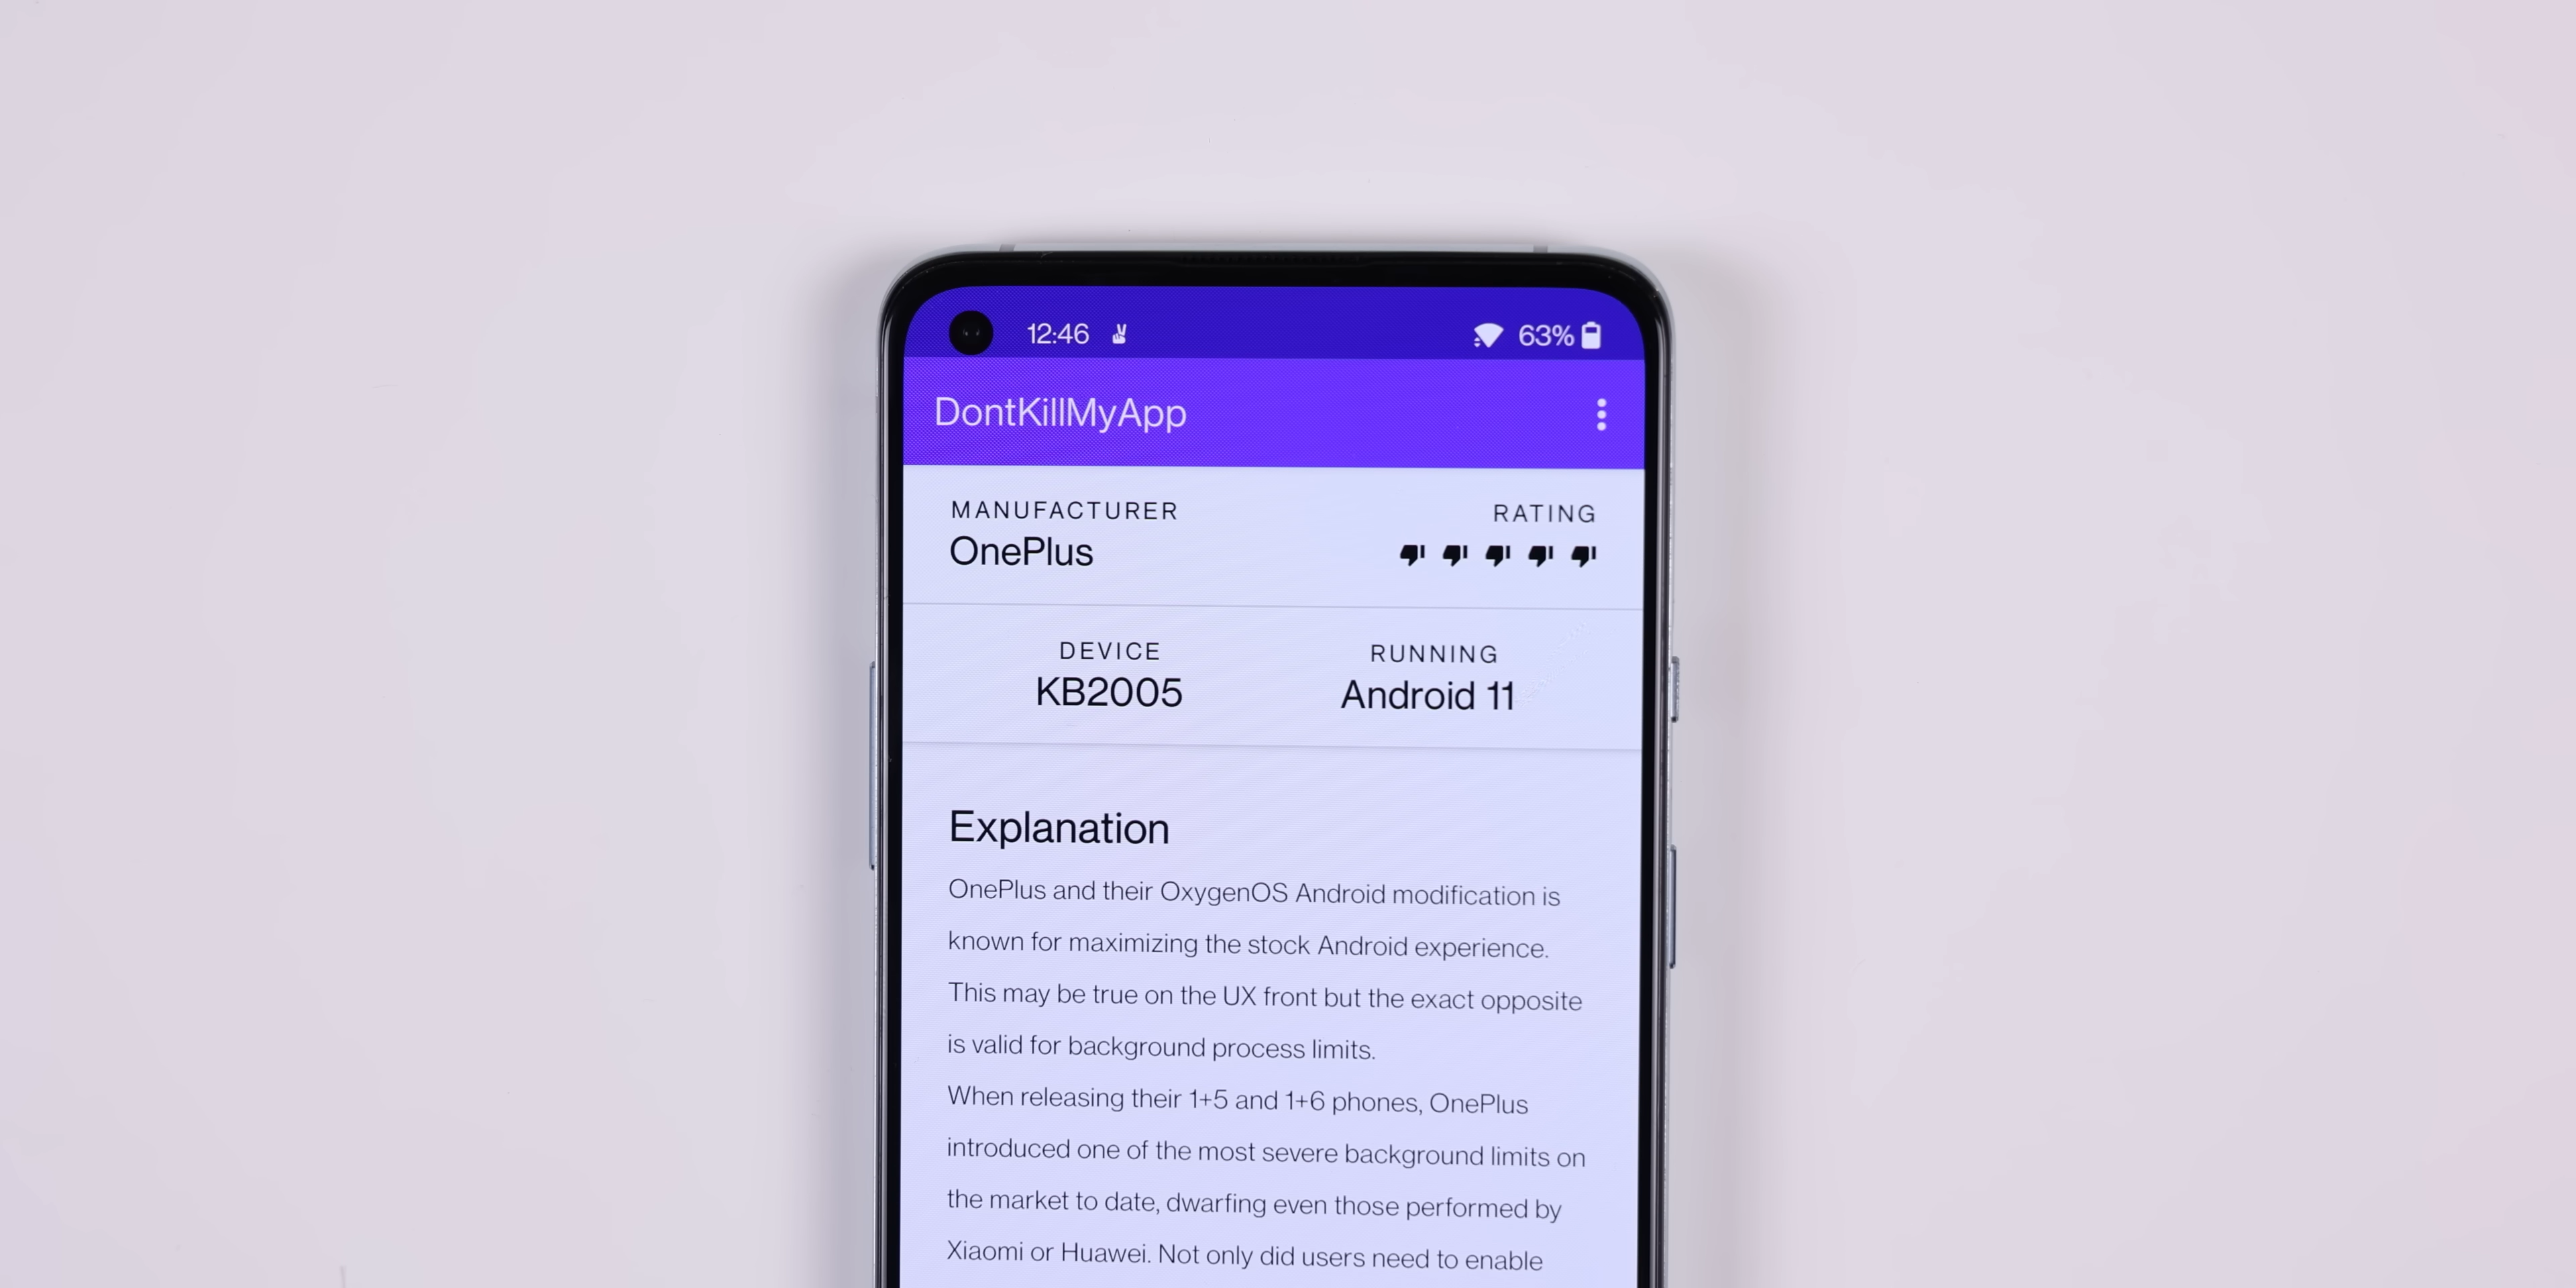 12:46 63%
DontKillMyApp
MANUFACTURER RATING
OnePlus
DEVICE RUNNING
KB2005 Android 11
Explanation
OnePlus and their OxygenOS Android modification is
known for maximizing the stock Android experience.
This may be true on the UX front but the exact opposite
is valid for background process limits.
When releasing their 1+5 and 1+6 phones, OnePlus
introduced one of the most severe background limits on
the market to date, dwarfing even those performed by
Xiaomi or Huawei. Not only did users need to enable